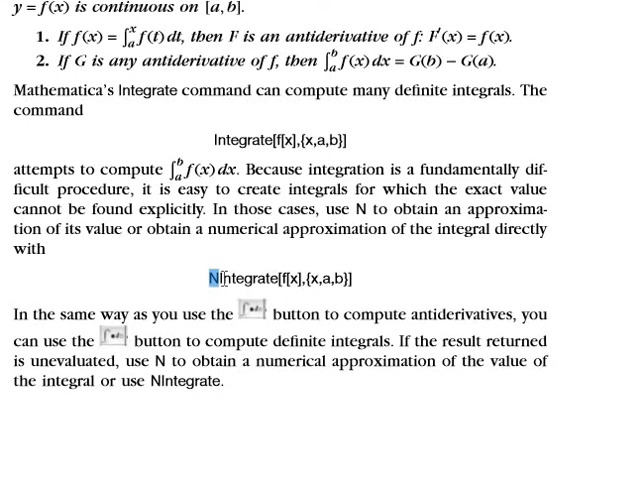 y = f(x) is continuous on [a, b].
1. If f(x) = ∫ₐˣ f(t) dt, then F is an antiderivative of f: F′(x) = f(x).
2. If G is any antiderivative of f, then ∫ₐᵇ f(x) dx = G(b) − G(a).
Mathematica's Integrate command can compute many definite integrals. The
command
Integrate[f[x],{x,a,b}]
attempts to compute ∫ₐᵇ f(x) dx. Because integration is a fundamentally dif-
ficult procedure, it is easy to create integrals for which the exact value
cannot be found explicitly. In those cases, use N to obtain an approxima-
tion of its value or obtain a numerical approximation of the integral directly
with
NIntegrate[f[x],{x,a,b}]
In the same way as you use the button to compute antiderivatives, you
can use the button to compute definite integrals. If the result returned
is unevaluated, use N to obtain a numerical approximation of the value of
the integral or use NIntegrate.